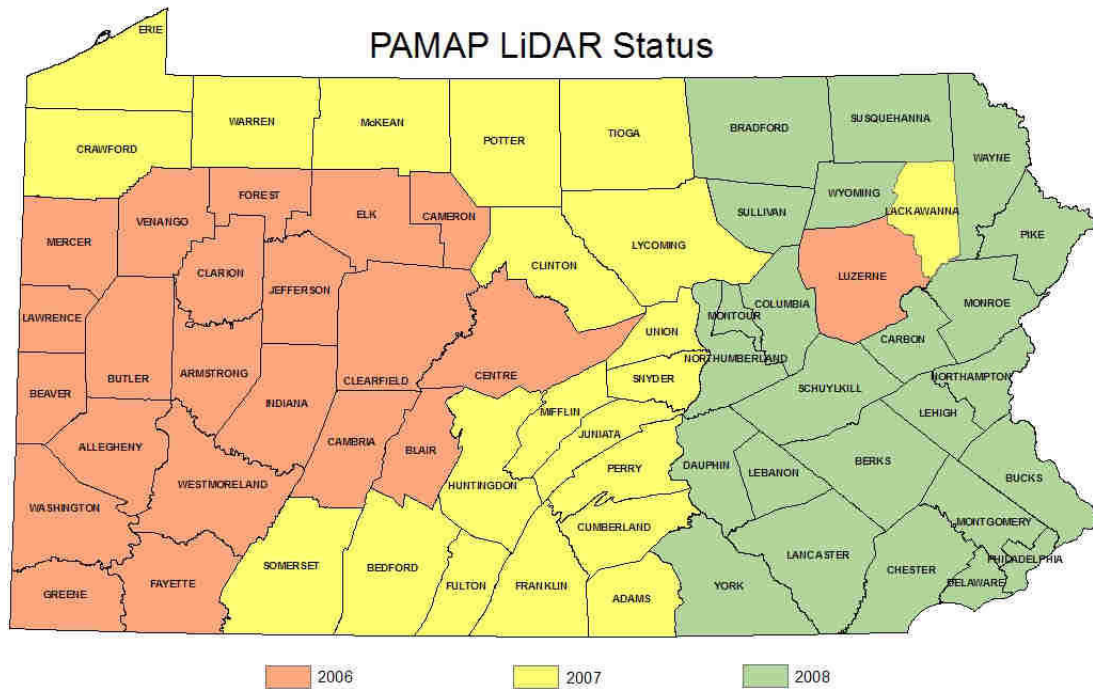 PAMAP LiDAR Status
ERIE
CRAWFORD
WARREN
McKEAN
POTTER
TIOGA
BRADFORD
SUSQUEHANNA
WAYNE
WYOMING
LACKAWANNA
SULLIVAN
PIKE
MERCER
VENANGO
FOREST
ELK
CAMERON
CLINTON
LYCOMING
LUZERNE
CLARION
JEFFERSON
LAWRENCE
COLUMBIA
MONTOUR
MONROE
CARBON
UNION
NORTHUMBERLAND
BEAVER
BUTLER
ARMSTRONG
CLEARFIELD
CENTRE
SNYDER
SCHUYLKILL
NORTHAMPTON
INDIANA
MIFFLIN
LEHIGH
ALLEGHENY
CAMBRIA
BLAIR
JUNIATA
PERRY
DAUPHIN
LEBANON
BERKS
BUCKS
WASHINGTON
WESTMORELAND
HUNTINGDON
CUMBERLAND
MONTGOMERY
PHILADELPHIA
GREENE
FAYETTE
SOMERSET
BEDFORD
FULTON
FRANKLIN
ADAMS
YORK
LANCASTER
CHESTER
DELAWARE
2006
2007
2008